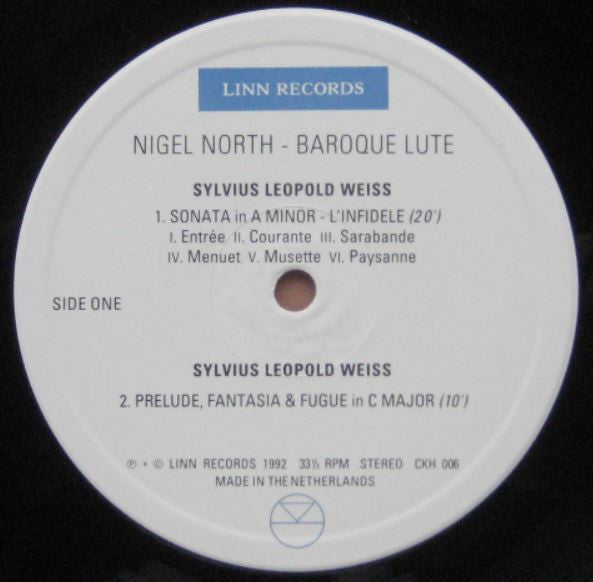 LINN RECORDS
NIGEL NORTH - BAROQUE LUTE
SYLVIUS LEOPOLD WEISS
1. SONATA in A MINOR - L'INFIDELE (20')
I. Entrée II. Courante III. Sarabande
IV. Menuet V. Musette VI. Paysanne
SIDE ONE
SYLVIUS LEOPOLD WEISS
2. PRELUDE, FANTASIA & FUGUE in C MAJOR (10')
℗ + © LINN RECORDS 1992 33⅓ RPM STEREO CKH 006
MADE IN THE NETHERLANDS